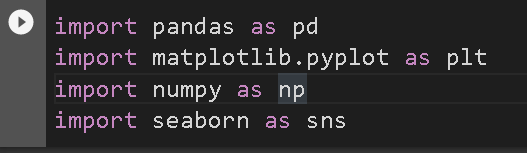 import pandas as pd
import matplotlib.pyplot as plt
import numpy as np
import seaborn as sns